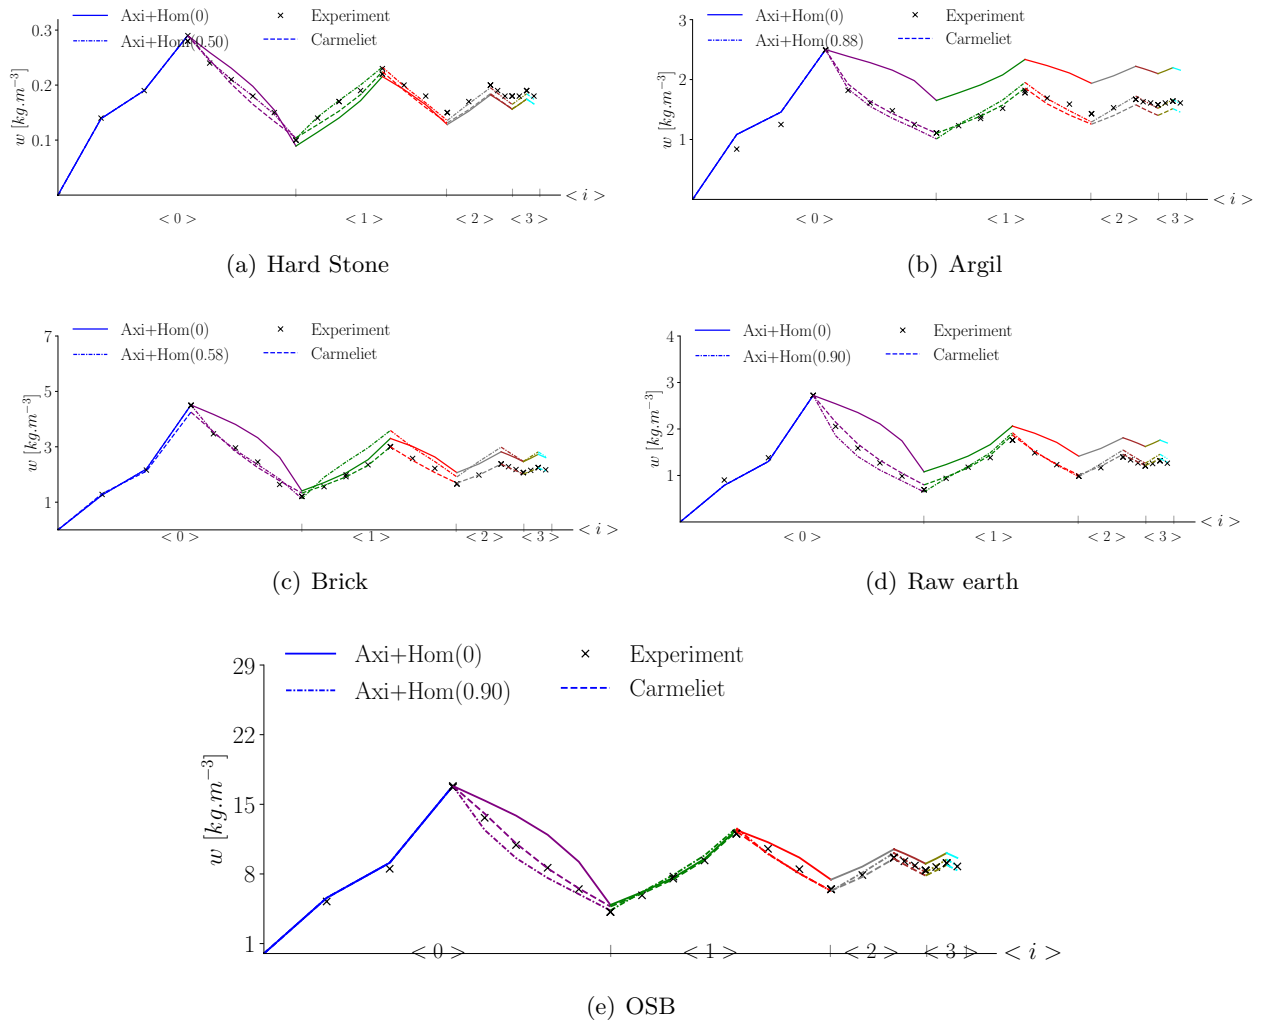 Axi+Hom(0)
Experiment
Axi+Hom(0.50)
Carmeliet
0.3
0.2
0.1
w [kg.m−3]
< i >
< 0 >
< 1 >
< 2 >
< 3 >
(a) Hard Stone
Axi+Hom(0)
Experiment
Axi+Hom(0.88)
Carmeliet
3
2
1
w [kg.m−3]
< i >
< 0 >
< 1 >
< 2 >
< 3 >
(b) Argil
Axi+Hom(0)
Experiment
Axi+Hom(0.58)
Carmeliet
7
5
3
1
w [kg.m−3]
< i >
< 0 >
< 1 >
< 2 >
< 3 >
(c) Brick
Axi+Hom(0)
Experiment
Axi+Hom(0.90)
Carmeliet
4
3
2
1
w [kg.m−3]
< i >
< 0 >
< 1 >
< 2 >
< 3 >
(d) Raw earth
Axi+Hom(0)
Experiment
Axi+Hom(0.90)
Carmeliet
29
22
15
8
1
w [kg.m−3]
< 0 >
< 1 >
< 2 >
< 3 >
< i >
(e) OSB